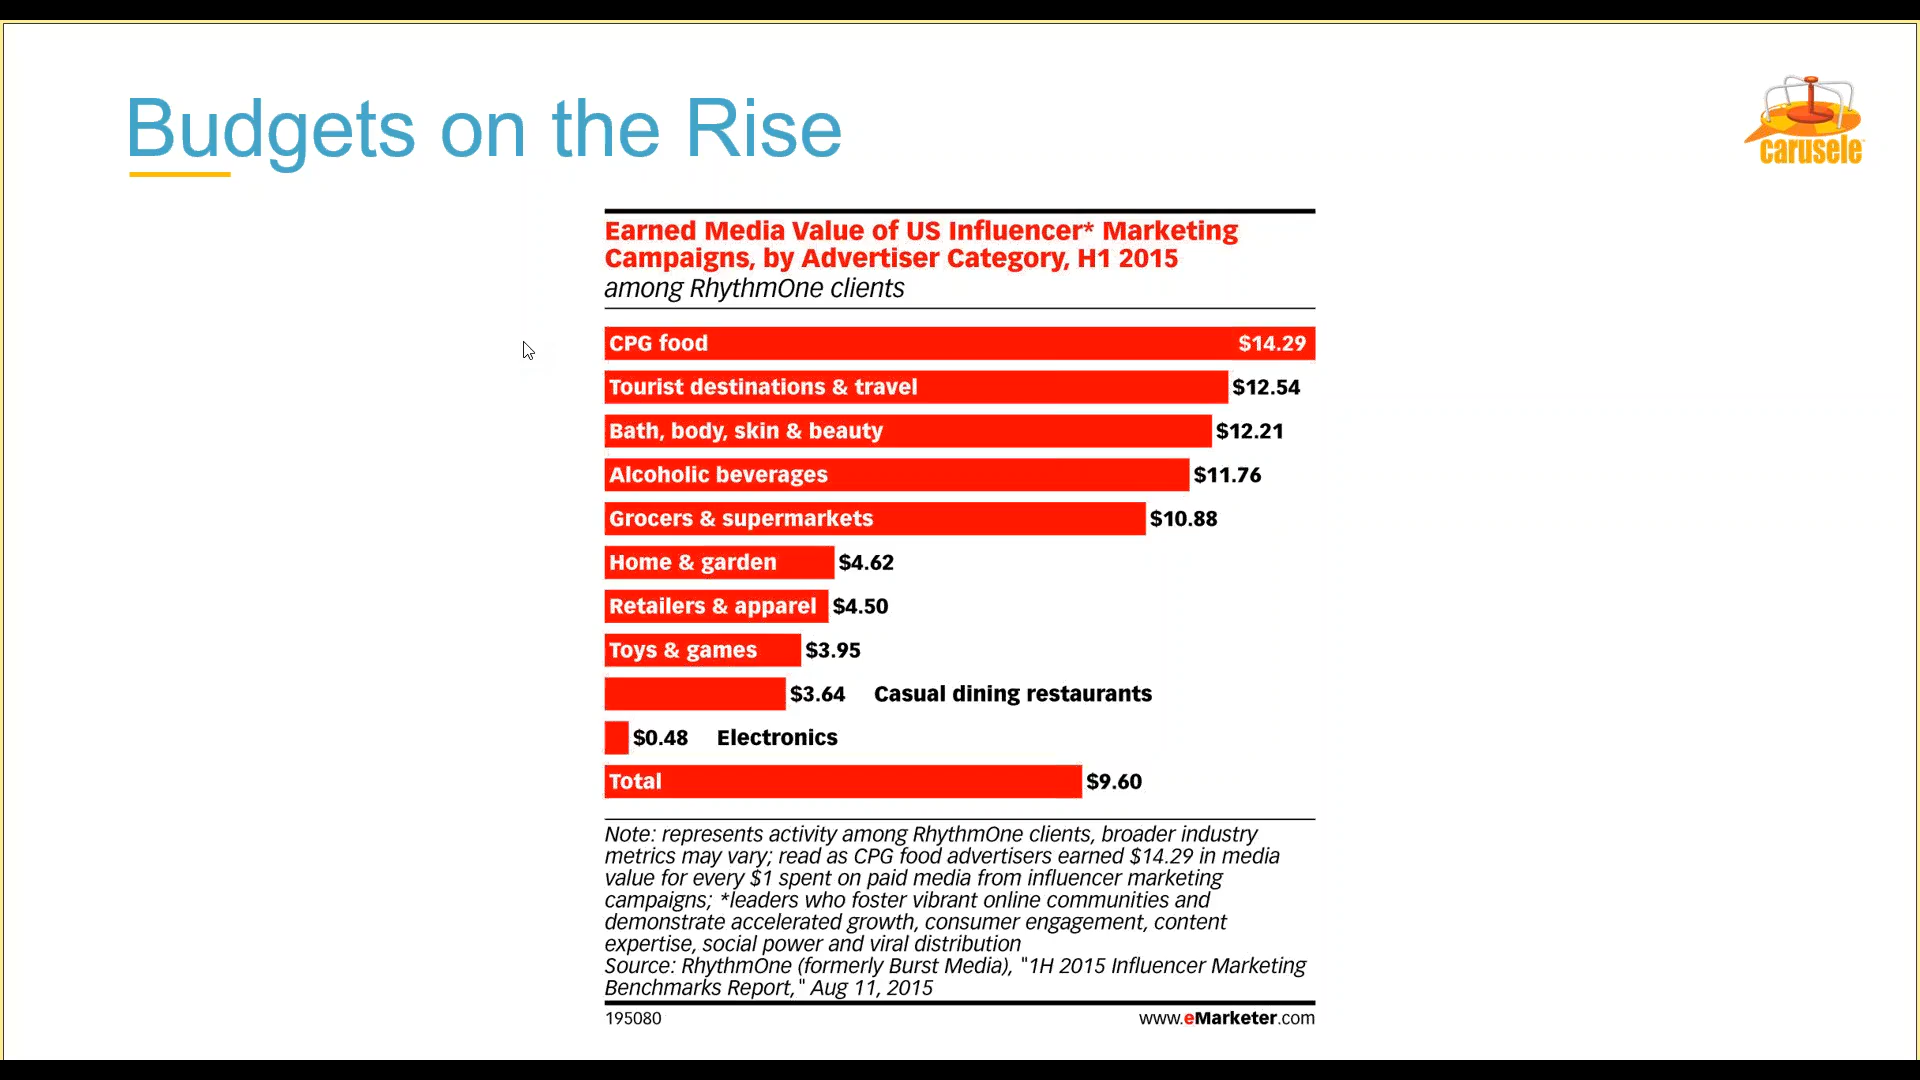 Budgets on the Rise
carusele
Earned Media Value of US Influencer* Marketing
Campaigns, by Advertiser Category, H1 2015
among RhythmOne clients
CPG food $14.29
Tourist destinations & travel $12.54
Bath, body, skin & beauty $12.21
Alcoholic beverages $11.76
Grocers & supermarkets $10.88
Home & garden $4.62
Retailers & apparel $4.50
Toys & games $3.95
$3.64 Casual dining restaurants
$0.48 Electronics
Total $9.60
Note: represents activity among RhythmOne clients, broader industry
metrics may vary; read as CPG food advertisers earned $14.29 in media
value for every $1 spent on paid media from influencer marketing
campaigns; *leaders who foster vibrant online communities and
demonstrate accelerated growth, consumer engagement, content
expertise, social power and viral distribution
Source: RhythmOne (formerly Burst Media), "1H 2015 Influencer Marketing
Benchmarks Report," Aug 11, 2015
195080 www.eMarketer.com